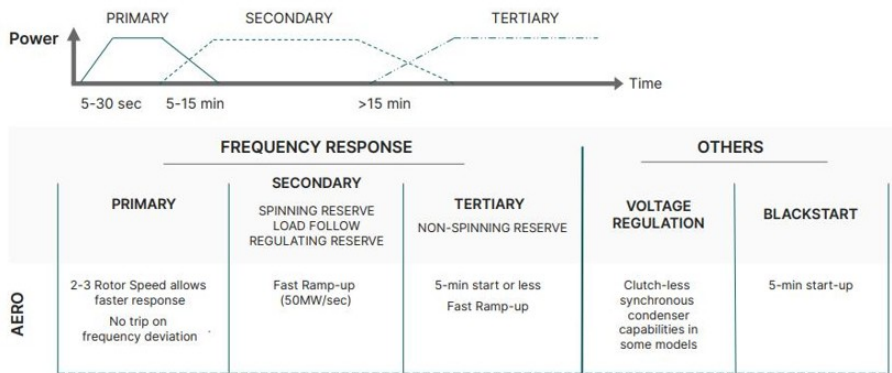 PRIMARY
SECONDARY
TERTIARY
Power
Time
5-30 sec
5-15 min
>15 min
FREQUENCY RESPONSE
OTHERS
PRIMARY
SECONDARY
SPINNING RESERVE
LOAD FOLLOW
REGULATING RESERVE
TERTIARY
NON-SPINNING RESERVE
VOLTAGE
REGULATION
BLACKSTART
AERO
2-3 Rotor Speed allows
faster response
No trip on
frequency deviation
Fast Ramp-up
(50MW/sec)
5-min start or less
Fast Ramp-up
Clutch-less
synchronous
condenser
capabilities in
some models
5-min start-up